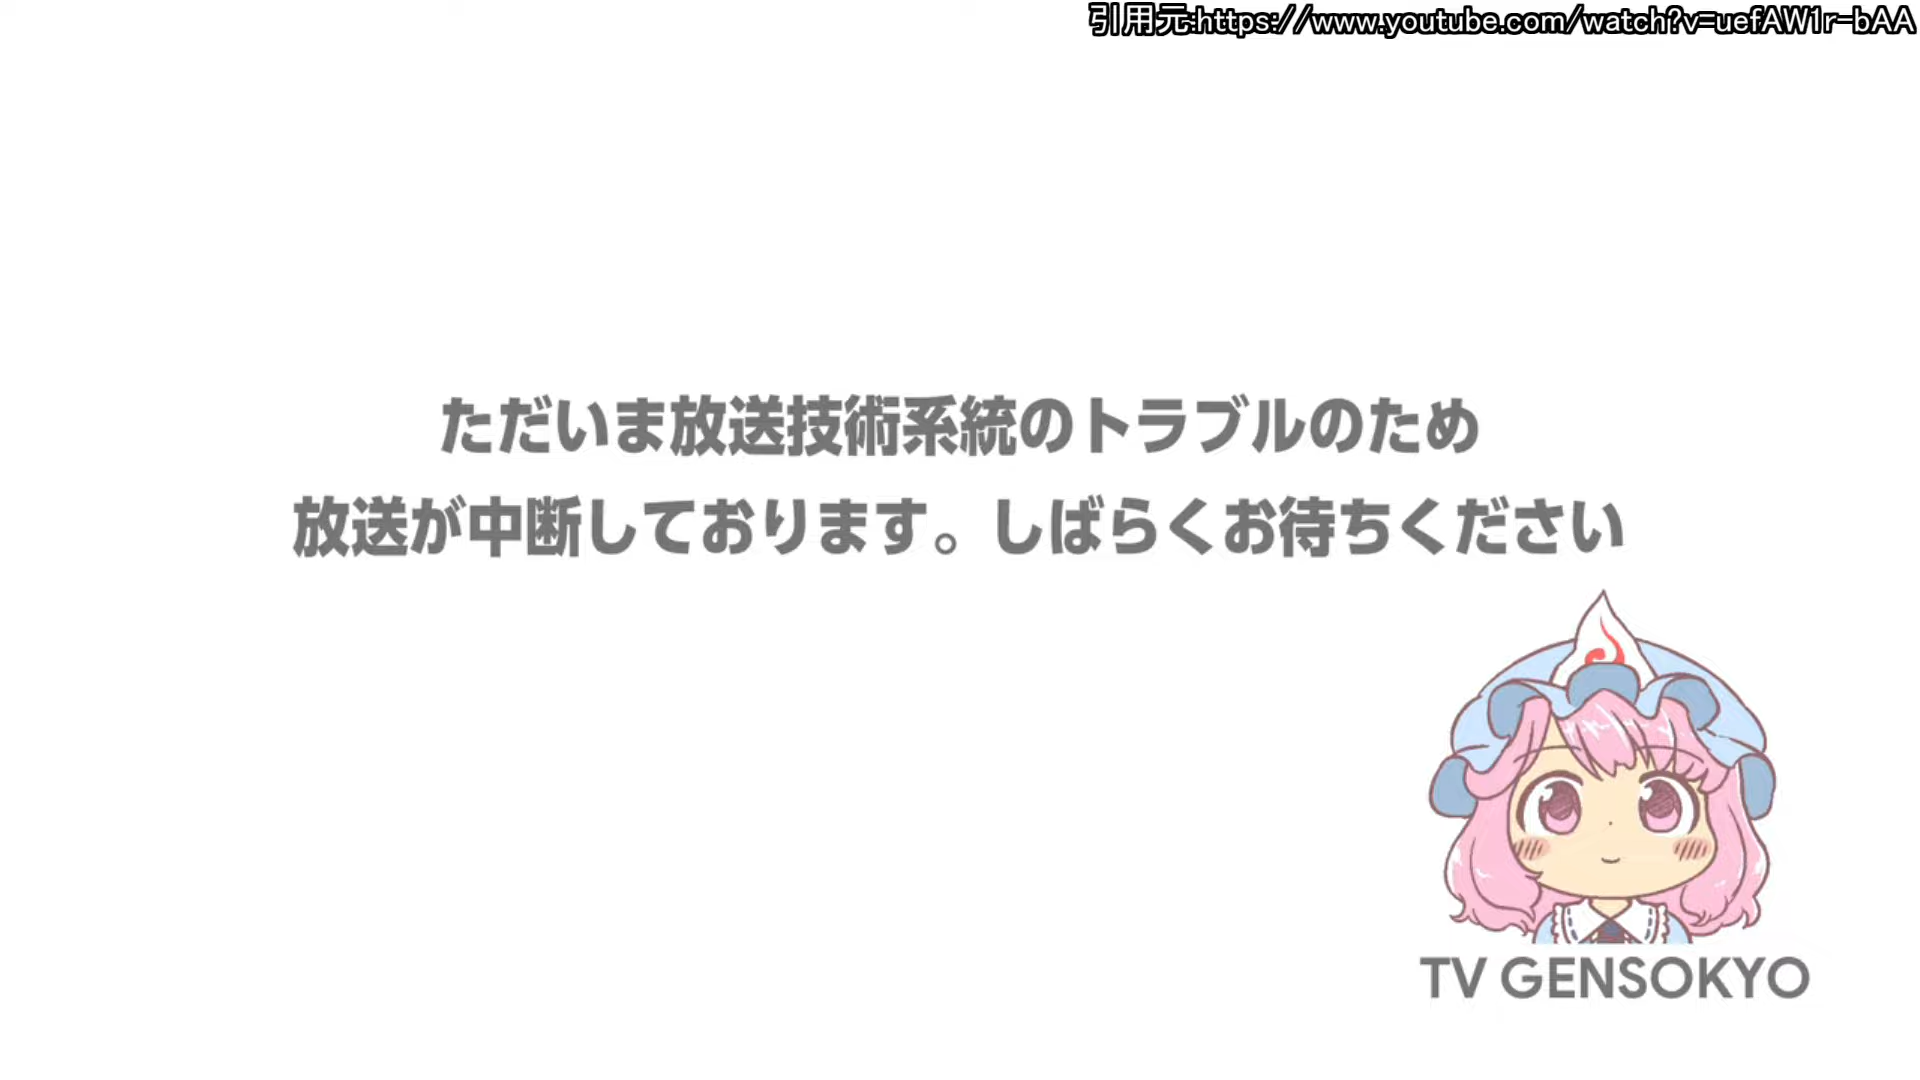 引用元:https://www.youtube.com/watch?v=uefAW1r-bAA
ただいま放送技術系統のトラブルのため
放送が中断しております。しばらくお待ちください
TV GENSOKYO